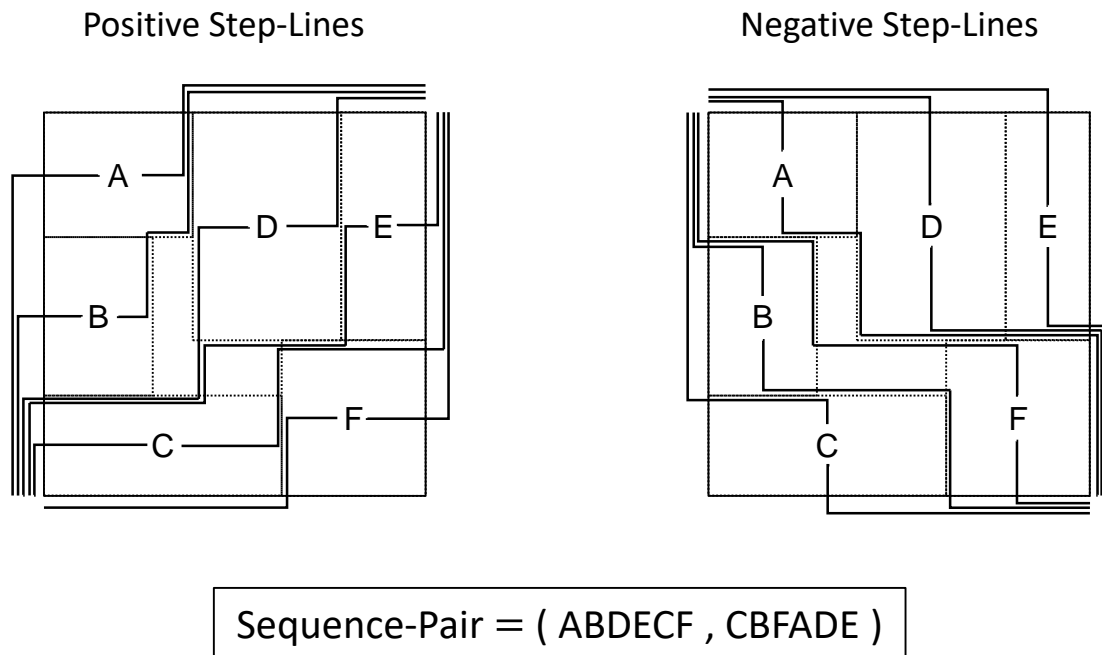 Positive Step-Lines Negative Step-Lines
A A
D E D E
B B
F F
C C
Sequence-Pair = ( ABDECF , CBFADE )